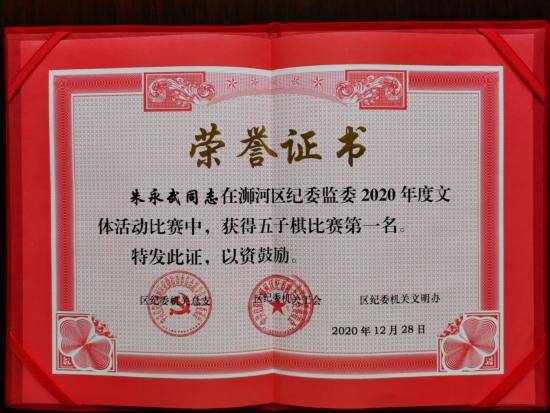 荣誉证书
朱永武同志在浉河区纪委监委2020年度文
体活动比赛中，获得五子棋比赛第一名。
特发此证，以资鼓励。
区纪委机关总支 区纪委机关工会 区纪委机关文明办
2020年12月28日